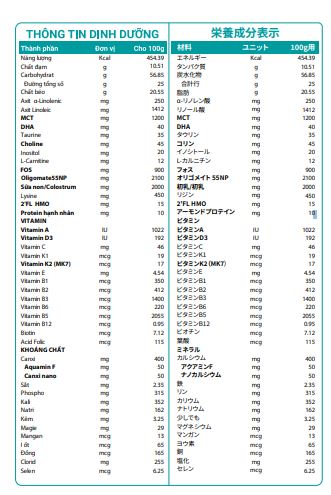 THÔNG TIN DỊNH DƯỠNG
Thành phần Đơn vị Cho 100g
Năng lượng Kcal 454.39
Chất đạm g 10.51
Carbohydrat g 56.85
Đường tổng số g 25
Chất béo g 20.55
Axit α-Linolenic mg 250
Axit Linoleic mg 1412
MCT mg 1200
DHA mg 40
Taurine mg 35
Choline mg 45
Inositol mg 20
L-Carnitine mg 12
FOS mg 900
Oligomate55NP mg 2100
Sữa non/Colostrum mg 2000
Lysine mg 450
2'FL HMO mg 15
Protein hạnh nhân mg 10
VITAMIN
Vitamin A IU 1022
Vitamin D3 IU 192
Vitamin C mg 46
Vitamin K1 mcg 19
Vitamin K2 (MK7) mcg 17
Vitamin E mg 4.54
Vitamin B1 mcg 350
Vitamin B2 mcg 412
Vitamin B3 mcg 1400
Vitamin B6 mcg 220
Vitamin B5 mcg 2055
Vitamin B12 mcg 0.95
Biotin mcg 7.12
Acid Folic mcg 115
KHOÁNG CHẤT
Canxi mg 400
Aquamin F mg 50
Canxi nano mg 50
Sắt mg 2.35
Phospho mg 315
Kali mg 352
Natri mg 162
Kẽm mg 3.25
Magie mg 29
Mangan mcg 13
I ốt mcg 65
Đồng mcg 165
Clorid mg 255
Selen mcg 6.25
栄養成分表示
材料 ユニット 100g用
エネルギー Kcal 454.39
タンパク質 g 10.51
炭水化物 g 56.85
合計行 g 25
脂肪 g 20.55
α-リノレン酸 mg 250
リノール酸 mg 1412
MCT mg 1200
DHA mg 40
タウリン mg 35
コリン mg 45
イノシトール mg 20
L-カルニチン mg 12
フォス mg 900
オリゴメイト 55NP mg 2100
初乳/初乳 mg 2000
リジン mg 450
2'FL HMO mg 15
アーモンドプロテイン mg 10
ビタミン
ビタミンA IU 1022
ビタミンD3 IU 192
ビタミンC mg 46
ビタミンK1 mcg 19
ビタミンK2 (MK7) mcg 17
ビタミンE mg 4.54
ビタミンB1 mcg 350
ビタミンB2 mcg 412
ビタミンB3 mcg 1400
ビタミンB6 mcg 220
ビタミンB5 mcg 2055
ビタミンB12 mcg 0.95
ビオチン mcg 7.12
葉酸 mcg 115
ミネラル
カルシウム mg 400
アクアミンF mg 50
ナノカルシウム mg 50
鉄 mg 2.35
リン mg 315
カリウム mg 352
ナトリウム mg 162
少しでも mg 3.25
マグネシウム mg 29
マンガン mcg 13
ヨウ素 mcg 65
銅 mcg 165
塩化 mg 255
セレン mcg 6.25